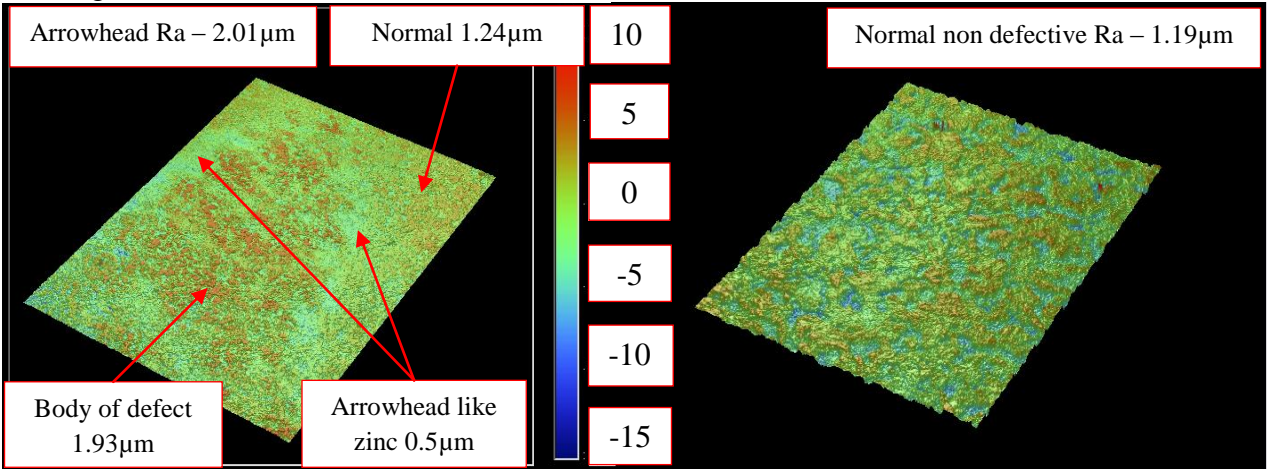 Arrowhead Ra – 2.01µm
Normal 1.24µm
10
5
0
-5
-10
-15
Normal non defective Ra – 1.19µm
Body of defect
1.93µm
Arrowhead like
zinc 0.5µm